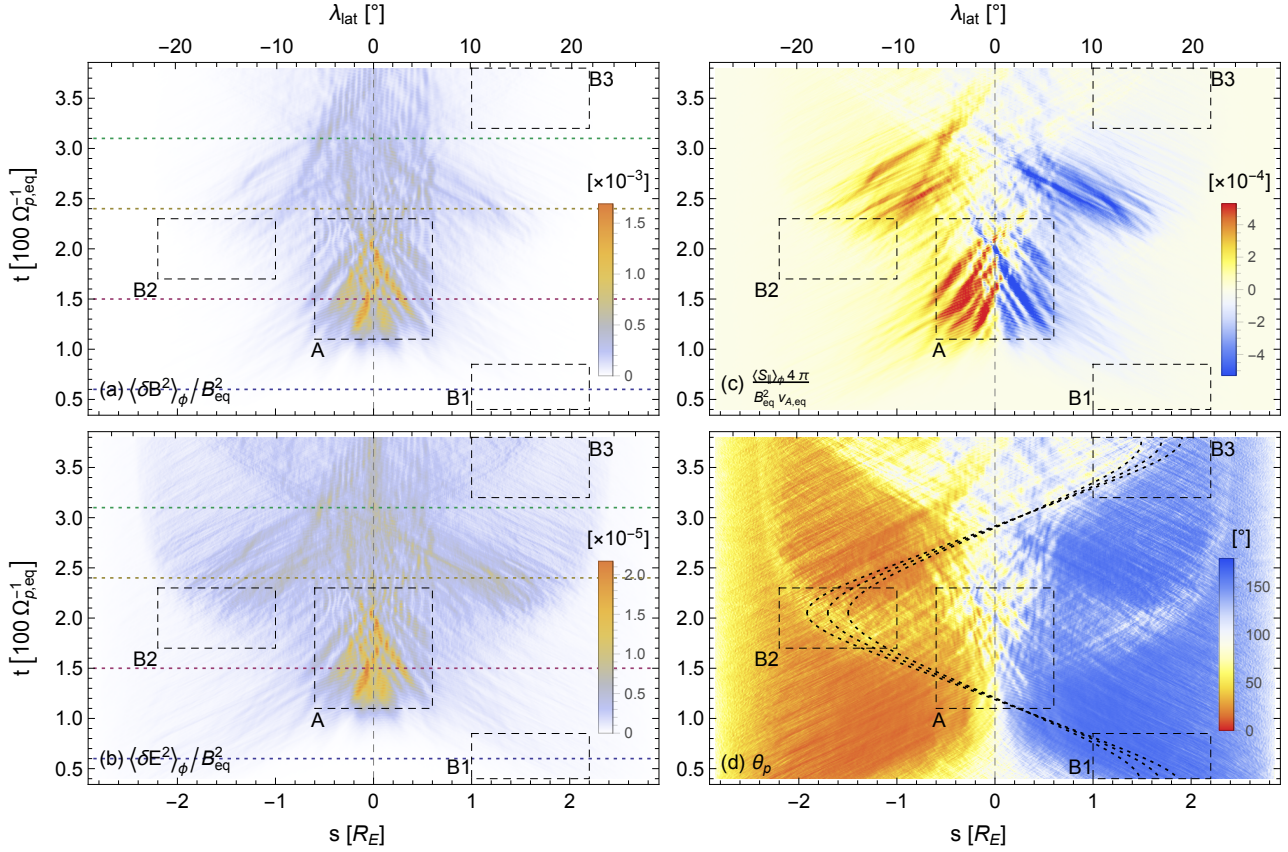 λlat [°]
λlat [°]
−20 −10 0 10 20
−20 −10 0 10 20
t [100 Ω−1p,eq]
3.5
3.0
2.5
2.0
1.5
1.0
0.5
B3
B2
A
B1
[×10−3]
1.5
1.0
0.5
0
(a) ⟨δB2⟩ϕ/B2eq
B3
B2
A
B1
[×10−4]
4
2
0
−2
−4
(c) ⟨S∥⟩ϕ 4 π
B2eq vA,eq
t [100 Ω−1p,eq]
3.5
3.0
2.5
2.0
1.5
1.0
0.5
B3
B2
A
B1
[×10−5]
2.0
1.5
1.0
0.5
0
(b) ⟨δE2⟩ϕ/B2eq
B3
B2
A
B1
[°]
150
100
50
0
(d) θp
−2 −1 0 1 2
−2 −1 0 1 2
s [RE]
s [RE]